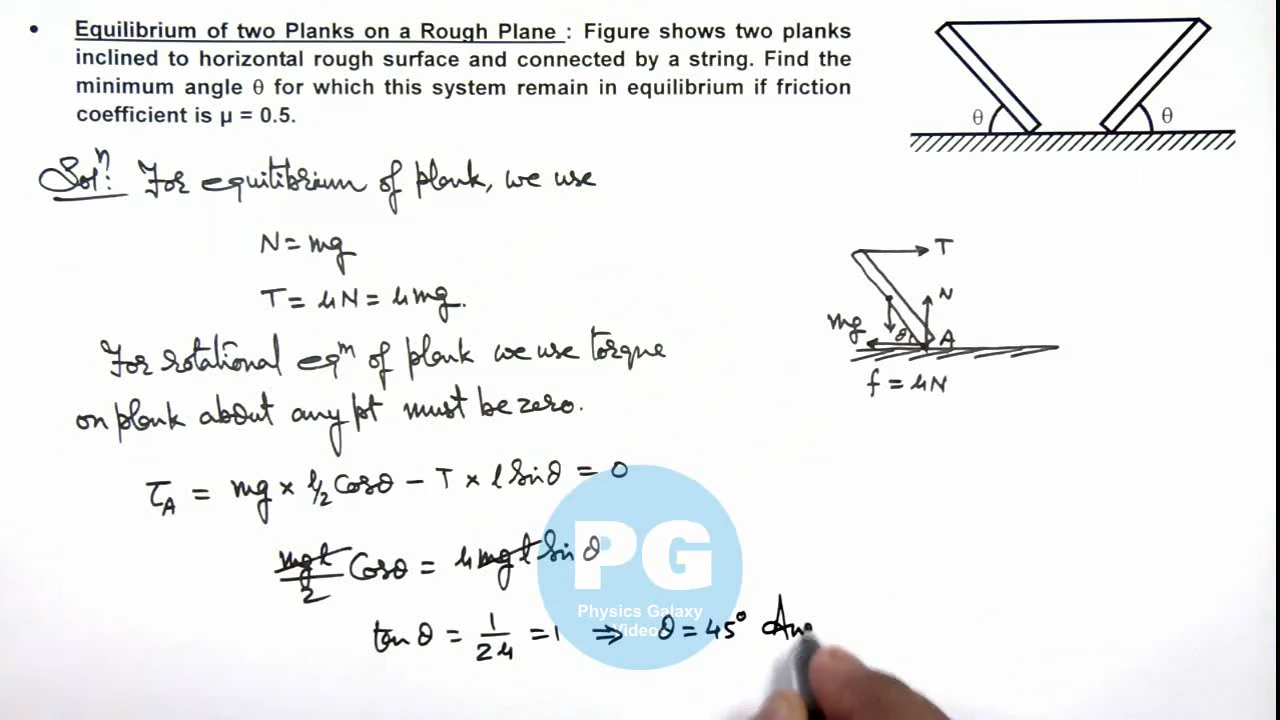 • Equilibrium of two Planks on a Rough Plane : Figure shows two planks
inclined to horizontal rough surface and connected by a string. Find the
minimum angle θ for which this system remain in equilibrium if friction
coefficient is μ = 0.5.
θ θ
Solⁿ: For equilibrium of plank, we use
N = mg
T = μN = μmg.
For rotational eqᵐ of plank we use torque
on plank about any pt must be zero.
T
N
mg θ A
f = μN
τ_A = mg × l/2 Cosθ − T × l Sinθ = 0
mgl/2 Cosθ = μmgl Sinθ
tan θ = 1/2μ = 1 ⇒ θ = 45° Ans
PG
Physics Galaxy
Video